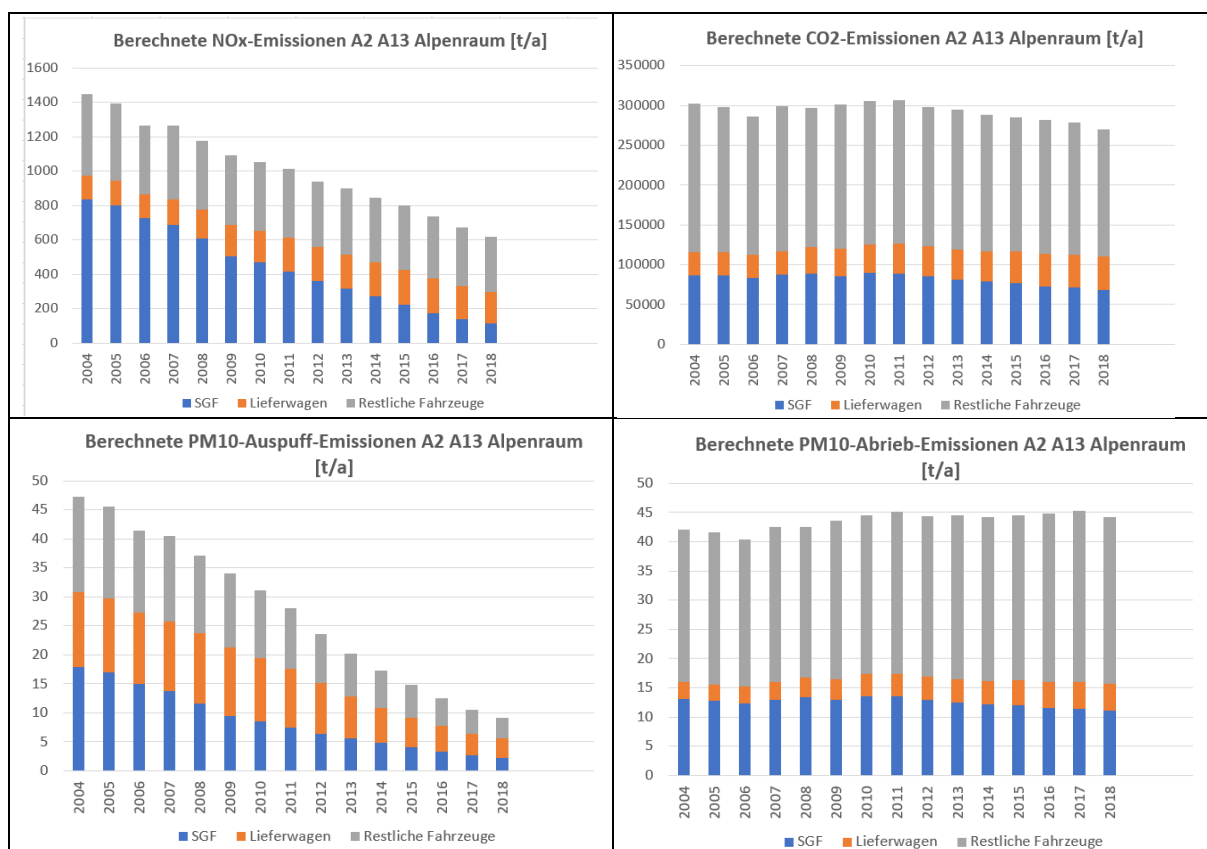 Berechnete NOx-Emissionen A2 A13 Alpenraum [t/a]
1600
1400
1200
1000
800
600
400
200
0
2004 2005 2006 2007 2008 2009 2010 2011 2012 2013 2014 2015 2016 2017 2018
SGF Lieferwagen Restliche Fahrzeuge
Berechnete CO2-Emissionen A2 A13 Alpenraum [t/a]
350000
300000
250000
200000
150000
100000
50000
0
2004 2005 2006 2007 2008 2009 2010 2011 2012 2013 2014 2015 2016 2017 2018
SGF Lieferwagen Restliche Fahrzeuge
Berechnete PM10-Auspuff-Emissionen A2 A13 Alpenraum
[t/a]
50
45
40
35
30
25
20
15
10
5
0
2004 2005 2006 2007 2008 2009 2010 2011 2012 2013 2014 2015 2016 2017 2018
SGF Lieferwagen Restliche Fahrzeuge
Berechnete PM10-Abrieb-Emissionen A2 A13 Alpenraum
[t/a]
50
45
40
35
30
25
20
15
10
5
0
2004 2005 2006 2007 2008 2009 2010 2011 2012 2013 2014 2015 2016 2017 2018
SGF Lieferwagen Restliche Fahrzeuge